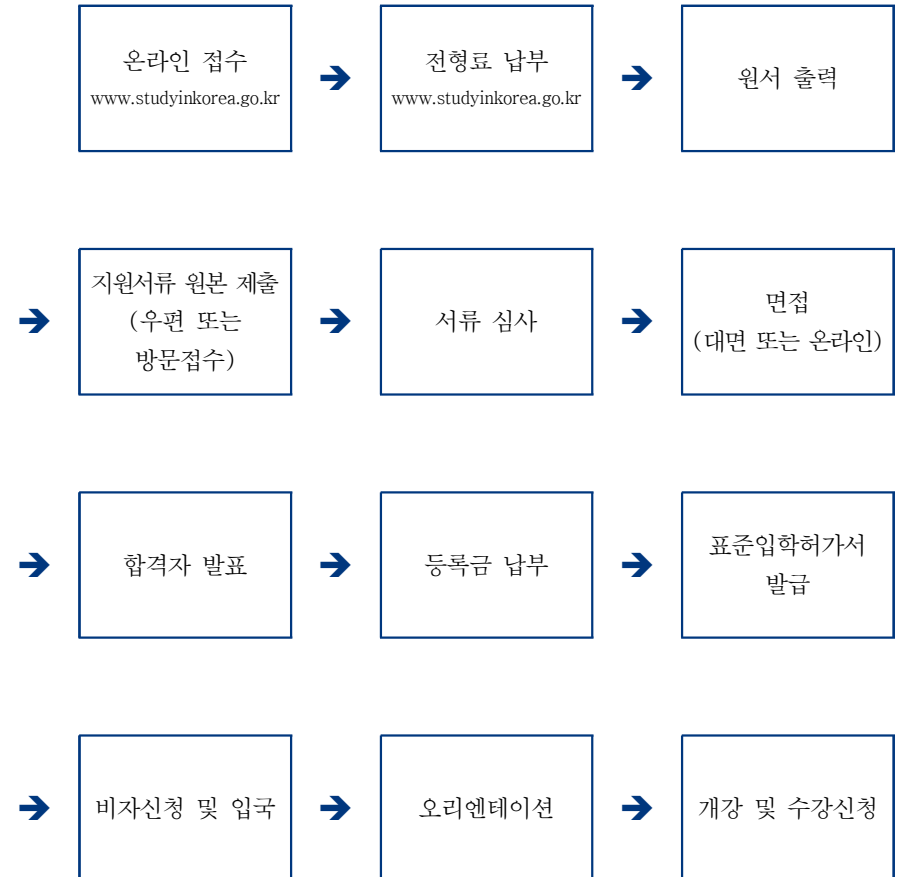 온라인 접수
www.studyinkorea.go.kr
전형료 납부
www.studyinkorea.go.kr
원서 출력
지원서류 원본 제출
(우편 또는
방문접수)
서류 심사
면접
(대면 또는 온라인)
합격자 발표
등록금 납부
표준입학허가서
발급
비자신청 및 입국
오리엔테이션
개강 및 수강신청